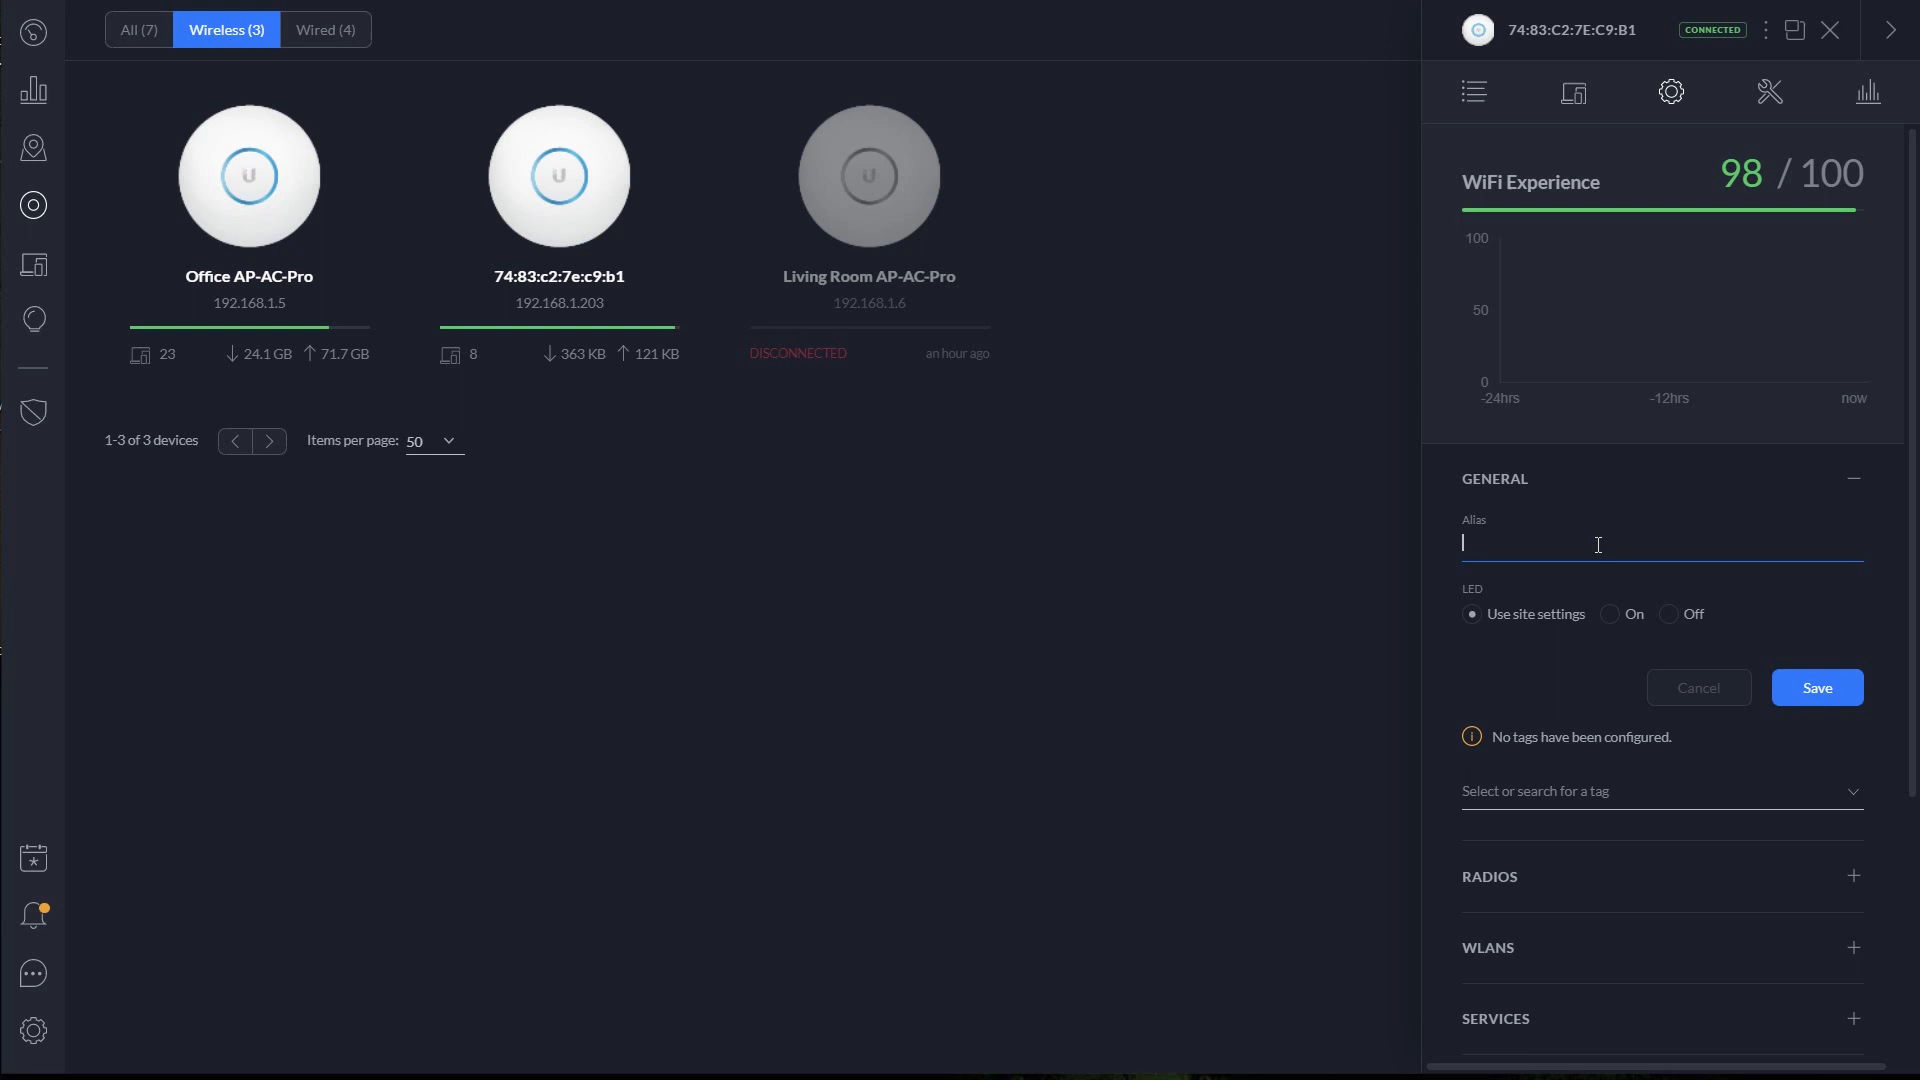 All (7) Wireless (3) Wired (4)
74:83:C2:7E:C9:B1 CONNECTED
Office AP-AC-Pro
192.168.1.5
23 24.1 GB 71.7 GB
74:83:c2:7e:c9:b1
192.168.1.203
8 363 KB 121 KB
Living Room AP-AC-Pro
192.168.1.6
DISCONNECTED an hour ago
1-3 of 3 devices Items per page: 50
WiFi Experience 98 / 100
100
50
0
-24hrs -12hrs now
GENERAL
Alias
LED
Use site settings On Off
Cancel Save
No tags have been configured.
Select or search for a tag
RADIOS
WLANS
SERVICES